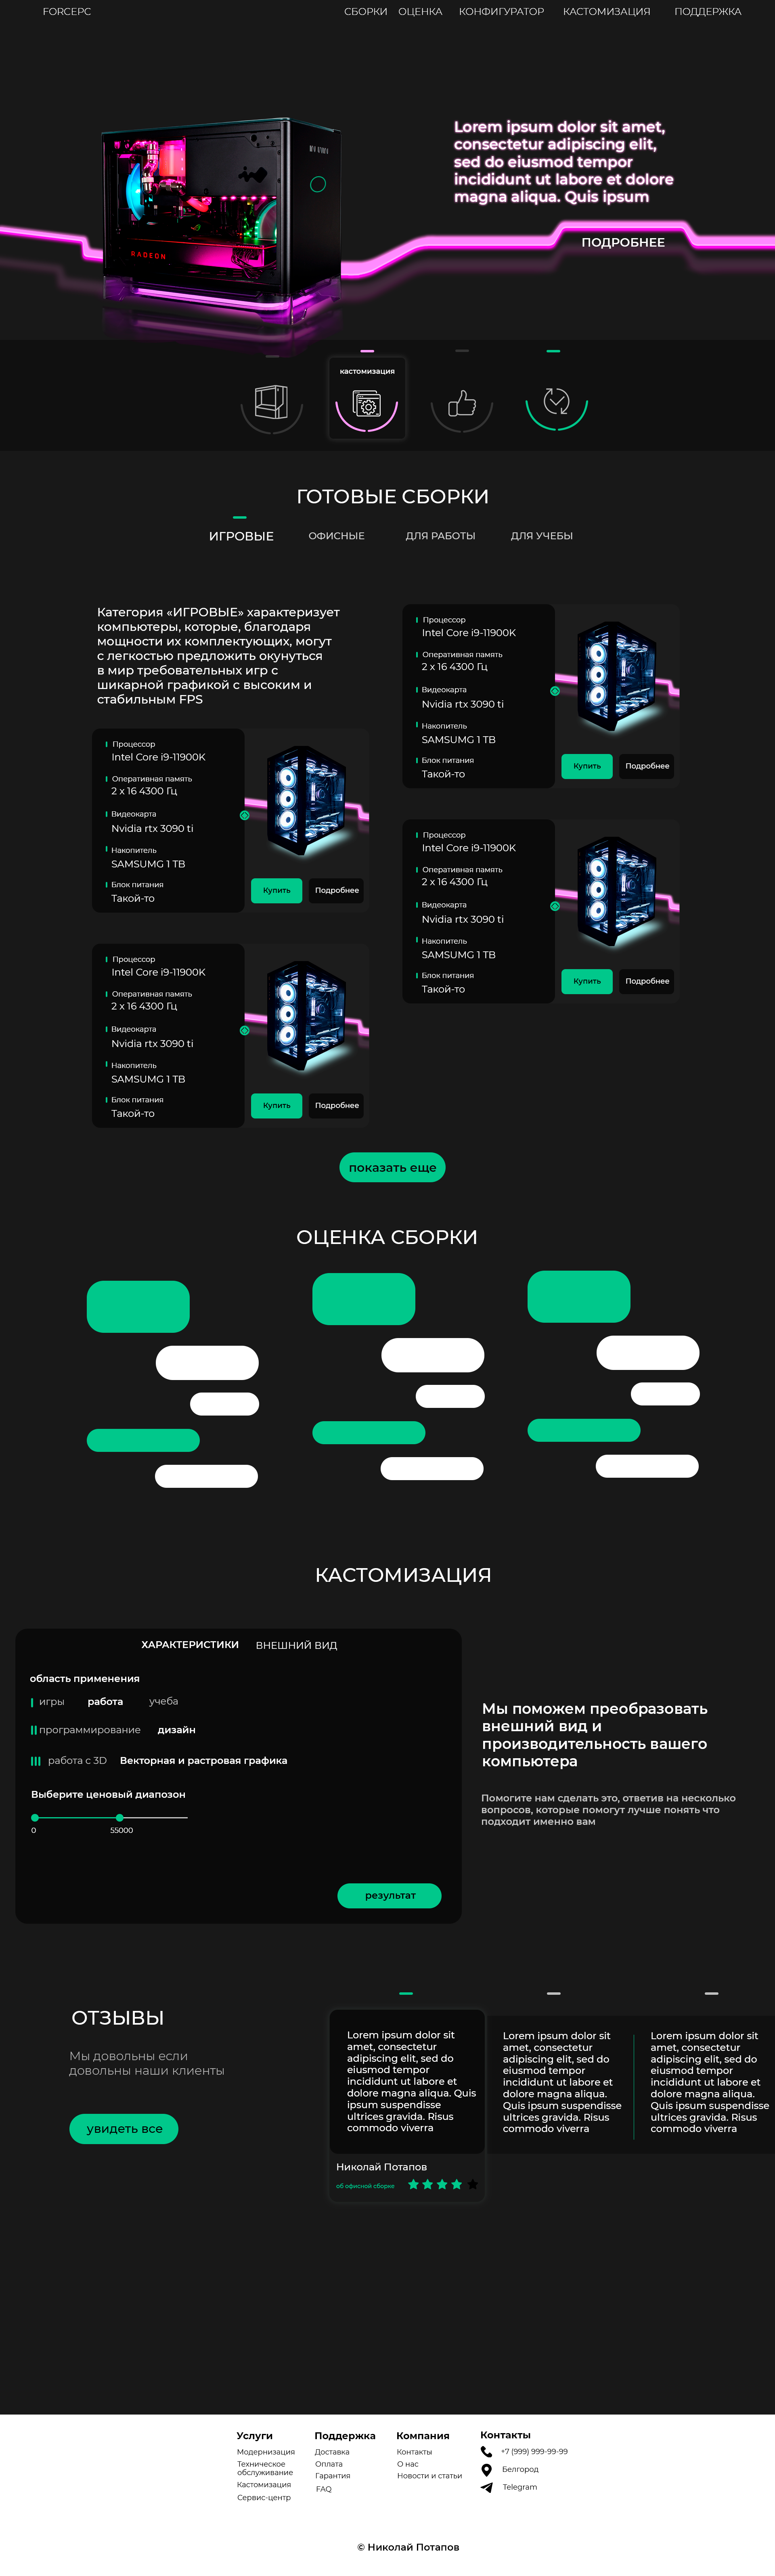 FORCEPC
СБОРКИ
ОЦЕНКА
КОНФИГУРАТОР
КАСТОМИЗАЦИЯ
ПОДДЕРЖКА
Lorem ipsum dolor sit amet,
consectetur adipiscing elit,
sed do eiusmod tempor
incididunt ut labore et dolore
magna aliqua. Quis ipsum
ПОДРОБНЕЕ
RADEON
кастомизация
ГОТОВЫЕ СБОРКИ
ИГРОВЫЕ
ОФИСНЫЕ
ДЛЯ РАБОТЫ
ДЛЯ УЧЕБЫ
Категория «ИГРОВЫЕ» характеризует
компьютеры, которые, благодаря
мощности их комплектующих, могут
с легкостью предложить окунуться
в мир требовательных игр с
шикарной графикой с высоким и
стабильным FPS
Процессор
Intel Core i9-11900K
Оперативная память
2 x 16 4300 Гц
Видеокарта
Nvidia rtx 3090 ti
Накопитель
SAMSUMG 1 TB
Блок питания
Такой-то
Купить
Подробнее
Процессор
Intel Core i9-11900K
Оперативная память
2 x 16 4300 Гц
Видеокарта
Nvidia rtx 3090 ti
Накопитель
SAMSUMG 1 TB
Блок питания
Такой-то
Купить
Подробнее
Процессор
Intel Core i9-11900K
Оперативная память
2 x 16 4300 Гц
Видеокарта
Nvidia rtx 3090 ti
Накопитель
SAMSUMG 1 TB
Блок питания
Такой-то
Купить
Подробнее
Процессор
Intel Core i9-11900K
Оперативная память
2 x 16 4300 Гц
Видеокарта
Nvidia rtx 3090 ti
Накопитель
SAMSUMG 1 TB
Блок питания
Такой-то
Купить
Подробнее
показать еще
ОЦЕНКА СБОРКИ
КАСТОМИЗАЦИЯ
ХАРАКТЕРИСТИКИ
ВНЕШНИЙ ВИД
область применения
игры
работа
учеба
программирование
дизайн
работа с 3D
Векторная и растровая графика
Выберите ценовый диапозон
0
55000
результат
Мы поможем преобразовать
внешний вид и
производительность вашего
компьютера
Помогите нам сделать это, ответив на несколько
вопросов, которые помогут лучше понять что
подходит именно вам
ОТЗЫВЫ
Мы довольны если
довольны наши клиенты
увидеть все
Lorem ipsum dolor sit
amet, consectetur
adipiscing elit, sed do
eiusmod tempor
incididunt ut labore et
dolore magna aliqua. Quis
ipsum suspendisse
ultrices gravida. Risus
commodo viverra
Николай Потапов
об офисной сборке
Lorem ipsum dolor sit
amet, consectetur
adipiscing elit, sed do
eiusmod tempor
incididunt ut labore et
dolore magna aliqua.
Quis ipsum suspendisse
ultrices gravida. Risus
commodo viverra
Lorem ipsum dolor sit
amet, consectetur
adipiscing elit, sed do
eiusmod tempor
incididunt ut labore et
dolore magna aliqua.
Quis ipsum suspendisse
ultrices gravida. Risus
commodo viverra
Услуги
Модернизация
Техническое
обслуживание
Кастомизация
Сервис-центр
Поддержка
Доставка
Оплата
Гарантия
FAQ
Компания
Контакты
О нас
Новости и статьи
Контакты
+7 (999) 999-99-99
Белгород
Telegram
© Николай Потапов